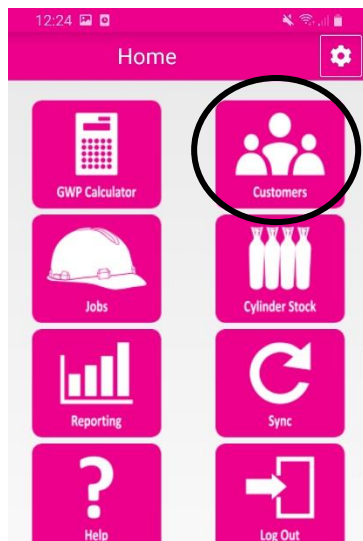 12:24
Home
GWP Calculator
Customers
Jobs
Cylinder Stock
Reporting
Sync
?
Help
Log Out